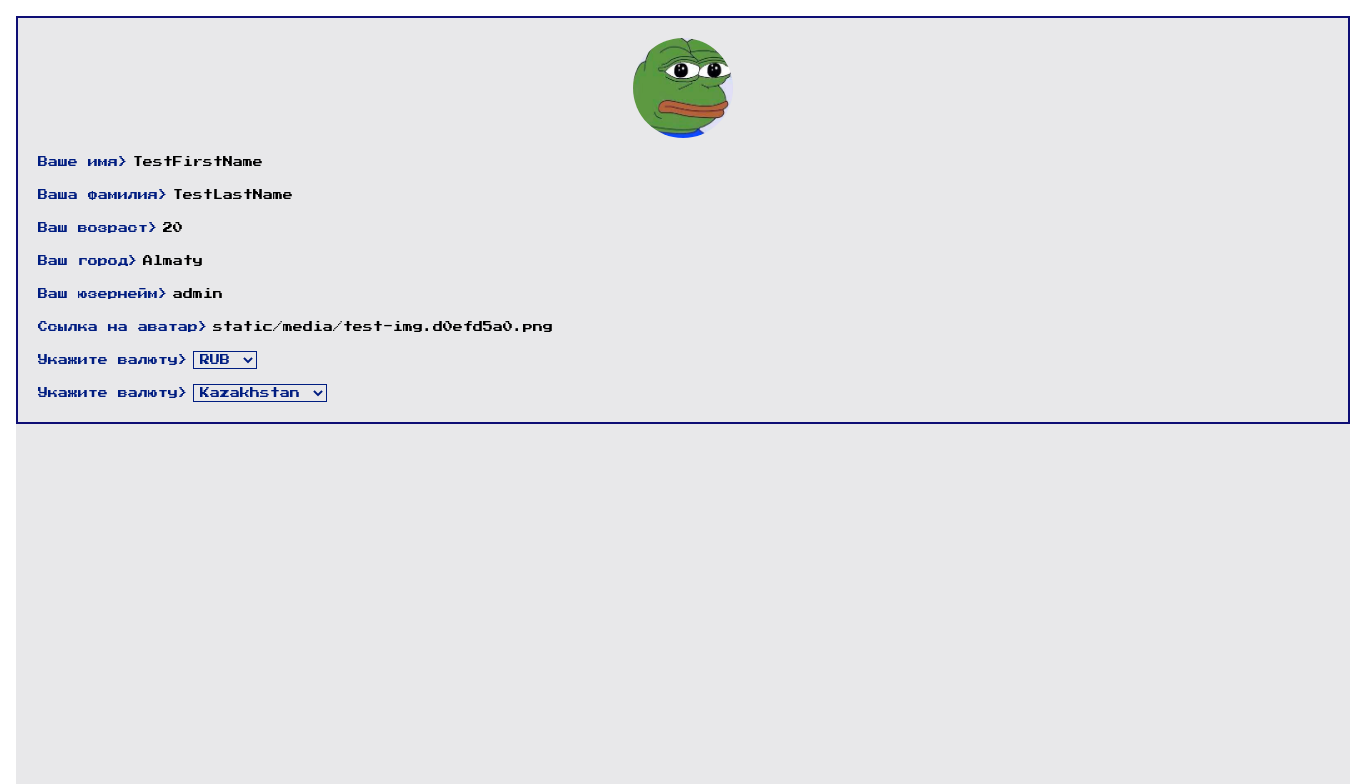 Ваше имя> TestFirstName
Ваша фамилия> TestLastName
Ваш возраст> 20
Ваш город> Almaty
Ваш юзернейм> admin
Ссылка на аватар> static/media/test-img.d0efd5a0.png
Укажите валюту> RUB
Укажите валюту> Kazakhstan